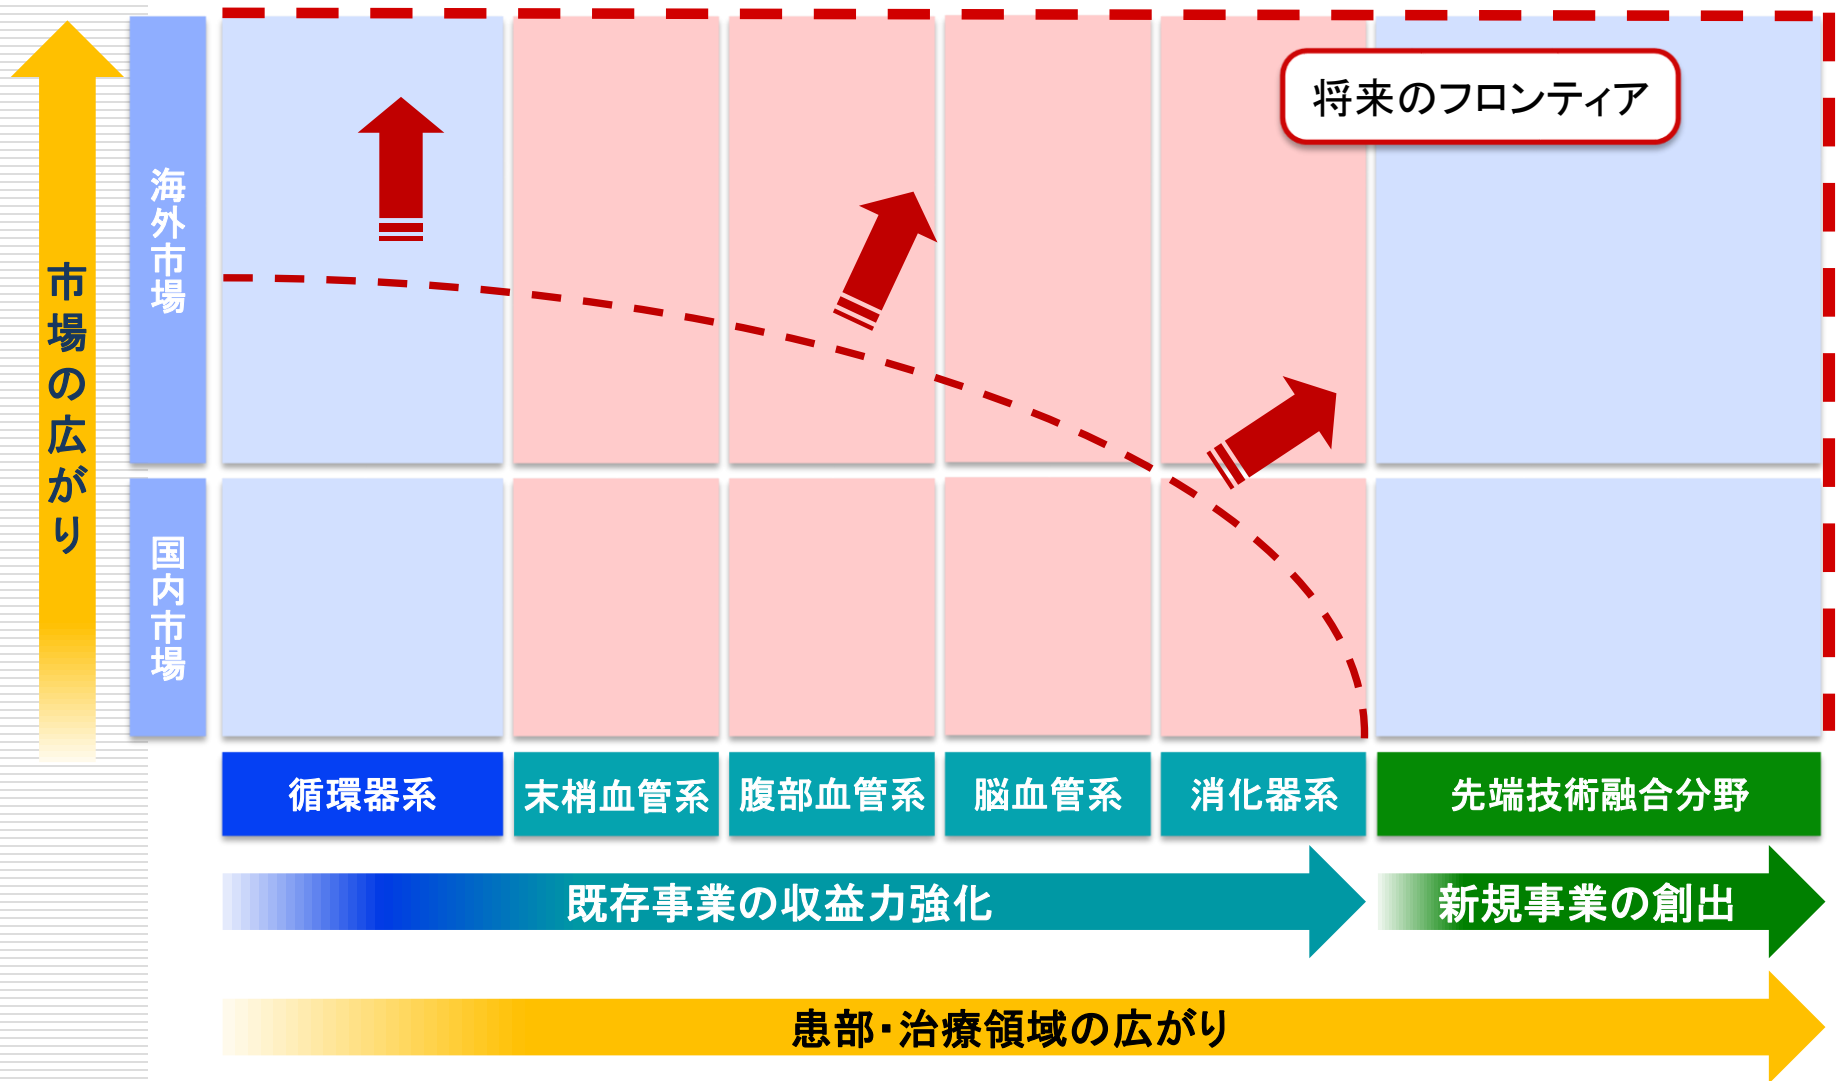 将来のフロンティア
市場の広がり
海外市場
国内市場
循環器系
末梢血管系
腹部血管系
脳血管系
消化器系
先端技術融合分野
既存事業の収益力強化
新規事業の創出
患部・治療領域の広がり